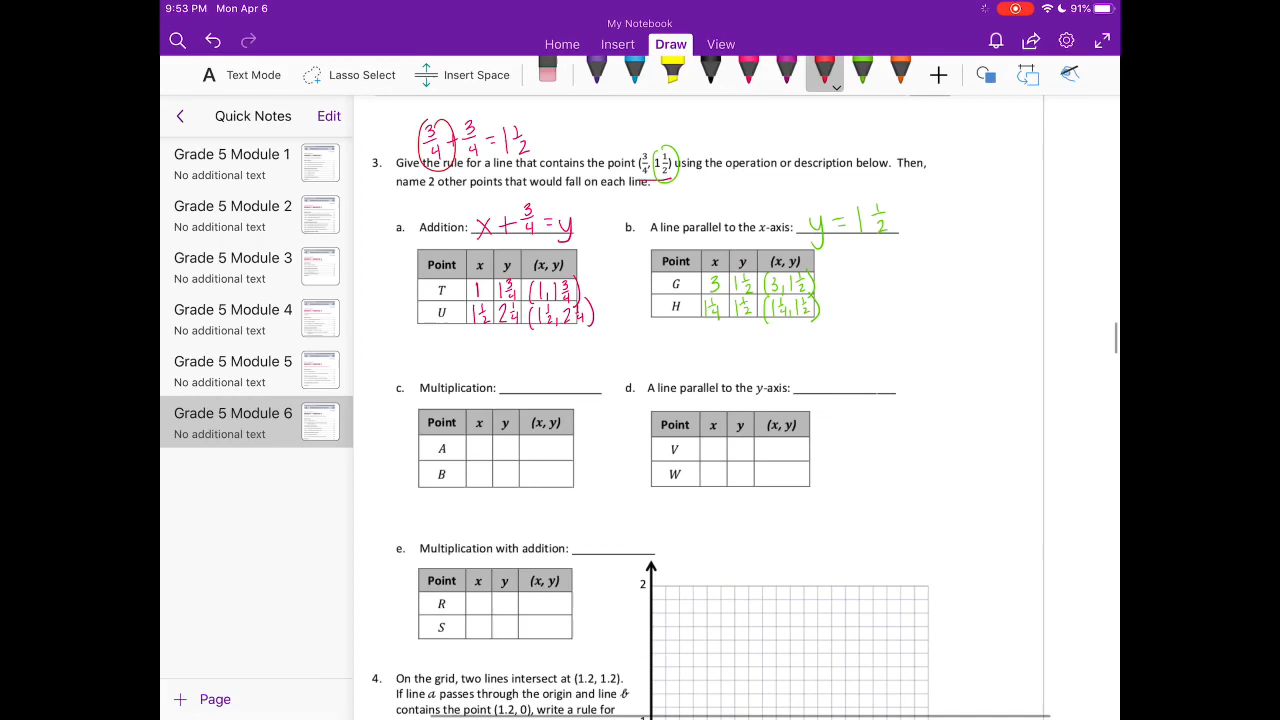 9:53 PM Mon Apr 6
91%
My Notebook
Home Insert Draw View
Text Mode Lasso Select Insert Space
Quick Notes Edit
Grade 5 Module 1
No additional text
Grade 5 Module 2
No additional text
Grade 5 Module 3
No additional text
Grade 5 Module 4
No additional text
Grade 5 Module 5
No additional text
Grade 5 Module 6
No additional text
+ Page
3/4 + 3/4 = 1 1/2
3. Give the rule for line that contains the point (3/4, 1 1/2) using the operation or description below. Then,
name 2 other points that would fall on each line.
a. Addition: x + 3/4 = y
Point x y (x, y)
T 1 1 3/4 (1, 1 3/4)
U 1 1/2 2 1/4 (1 1/2, 2 1/4)
b. A line parallel to the x-axis: y = 1 1/2
Point x y (x, y)
G 3 1 1/2 (3, 1 1/2)
H 1 1/4 1 1/2 (1 1/4, 1 1/2)
c. Multiplication: ____
Point x y (x, y)
A
B
d. A line parallel to the y-axis: ____
Point x y (x, y)
V
W
e. Multiplication with addition: ____
Point x y (x, y)
R
S
2
4. On the grid, two lines intersect at (1.2, 1.2).
If line a passes through the origin and line b
contains the point (1.2, 0), write a rule for